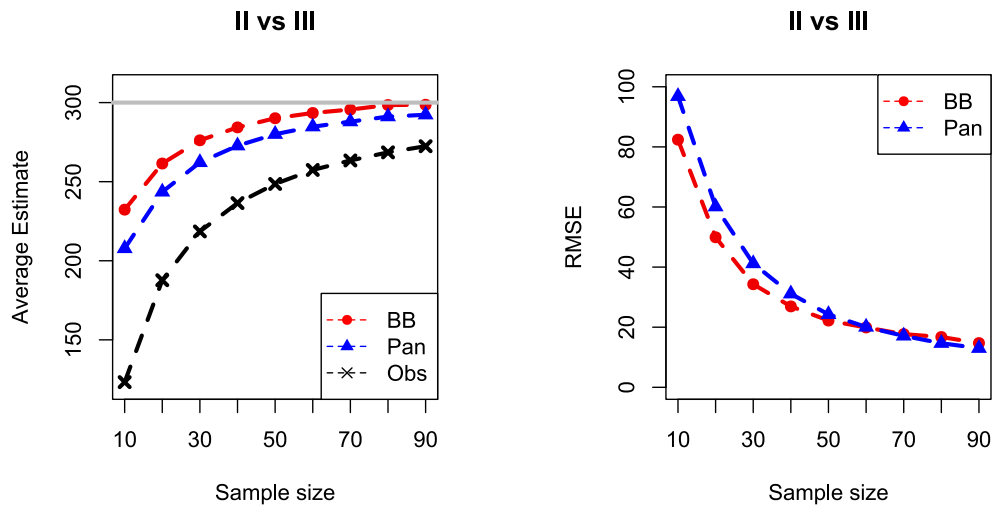 II vs III
Average Estimate
300
250
200
150
BB
Pan
Obs
10 30 50 70 90
Sample size
II vs III
RMSE
100
80
60
40
20
0
BB
Pan
10 30 50 70 90
Sample size